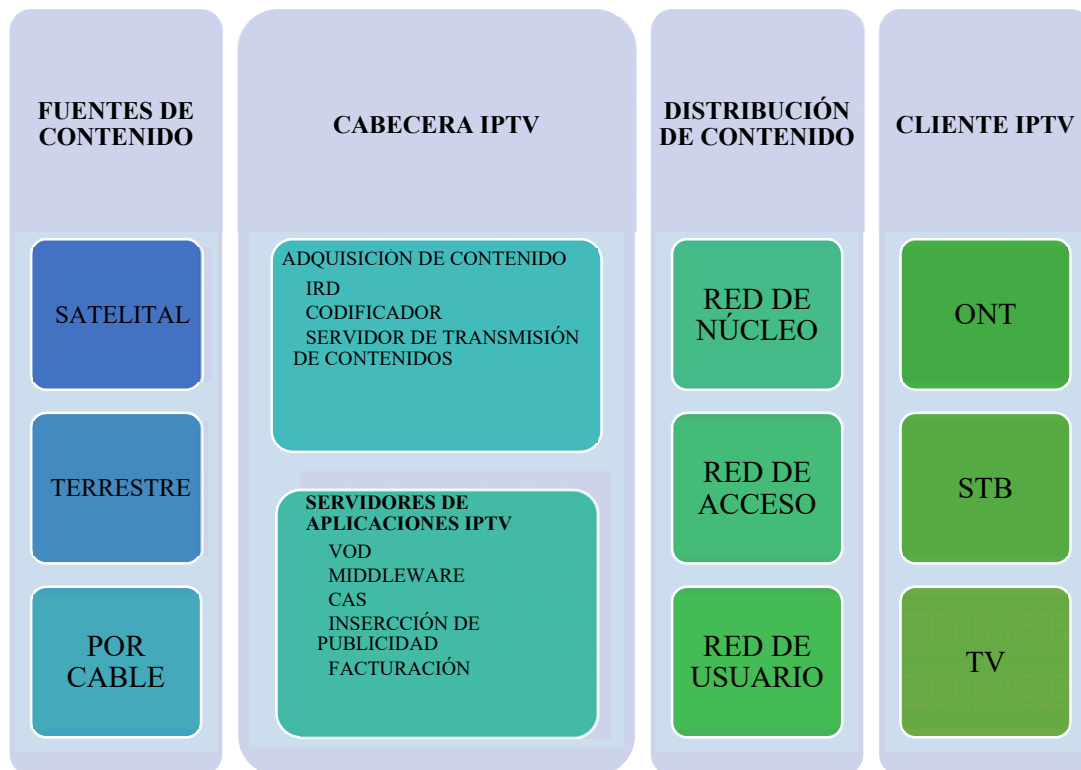 FUENTES DE
CONTENIDO
SATELITAL
TERRESTRE
POR
CABLE
CABECERA IPTV
ADQUISICIÓN DE CONTENIDO
IRD
CODIFICADOR
SERVIDOR DE TRANSMISIÓN
DE CONTENIDOS
SERVIDORES DE
APLICACIONES IPTV
VOD
MIDDLEWARE
CAS
INSERCCIÓN DE
PUBLICIDAD
FACTURACIÓN
DISTRIBUCIÓN
DE CONTENIDO
RED DE
NÚCLEO
RED DE
ACCESO
RED DE
USUARIO
CLIENTE IPTV
ONT
STB
TV